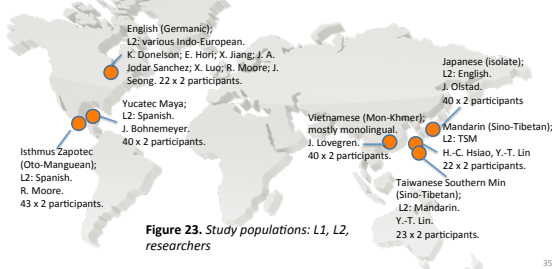 English (Germanic);
L2: various Indo-European.
K. Donelson; E. Hori; X. Jiang; J. A.
Jodar Sanchez; X. Luo; R. Moore; J.
Seong. 22 x 2 participants.
Yucatec Maya;
L2: Spanish.
J. Bohnemeyer.
40 x 2 participants.
Isthmus Zapotec
(Oto-Manguean);
L2: Spanish.
R. Moore.
43 x 2 participants.
Vietnamese (Mon-Khmer);
mostly monolingual.
J. Lovegren.
40 x 2 participants.
Japanese (isolate);
L2: English.
J. Olstad.
40 x 2 participants
Mandarin (Sino-Tibetan);
L2: TSM
H.-C. Hsiao, Y.-T. Lin
22 x 2 participants.
Taiwanese Southern Min
(Sino-Tibetan);
L2: Mandarin.
Y.-T. Lin.
23 x 2 participants.
Figure 23. Study populations: L1, L2,
researchers
35